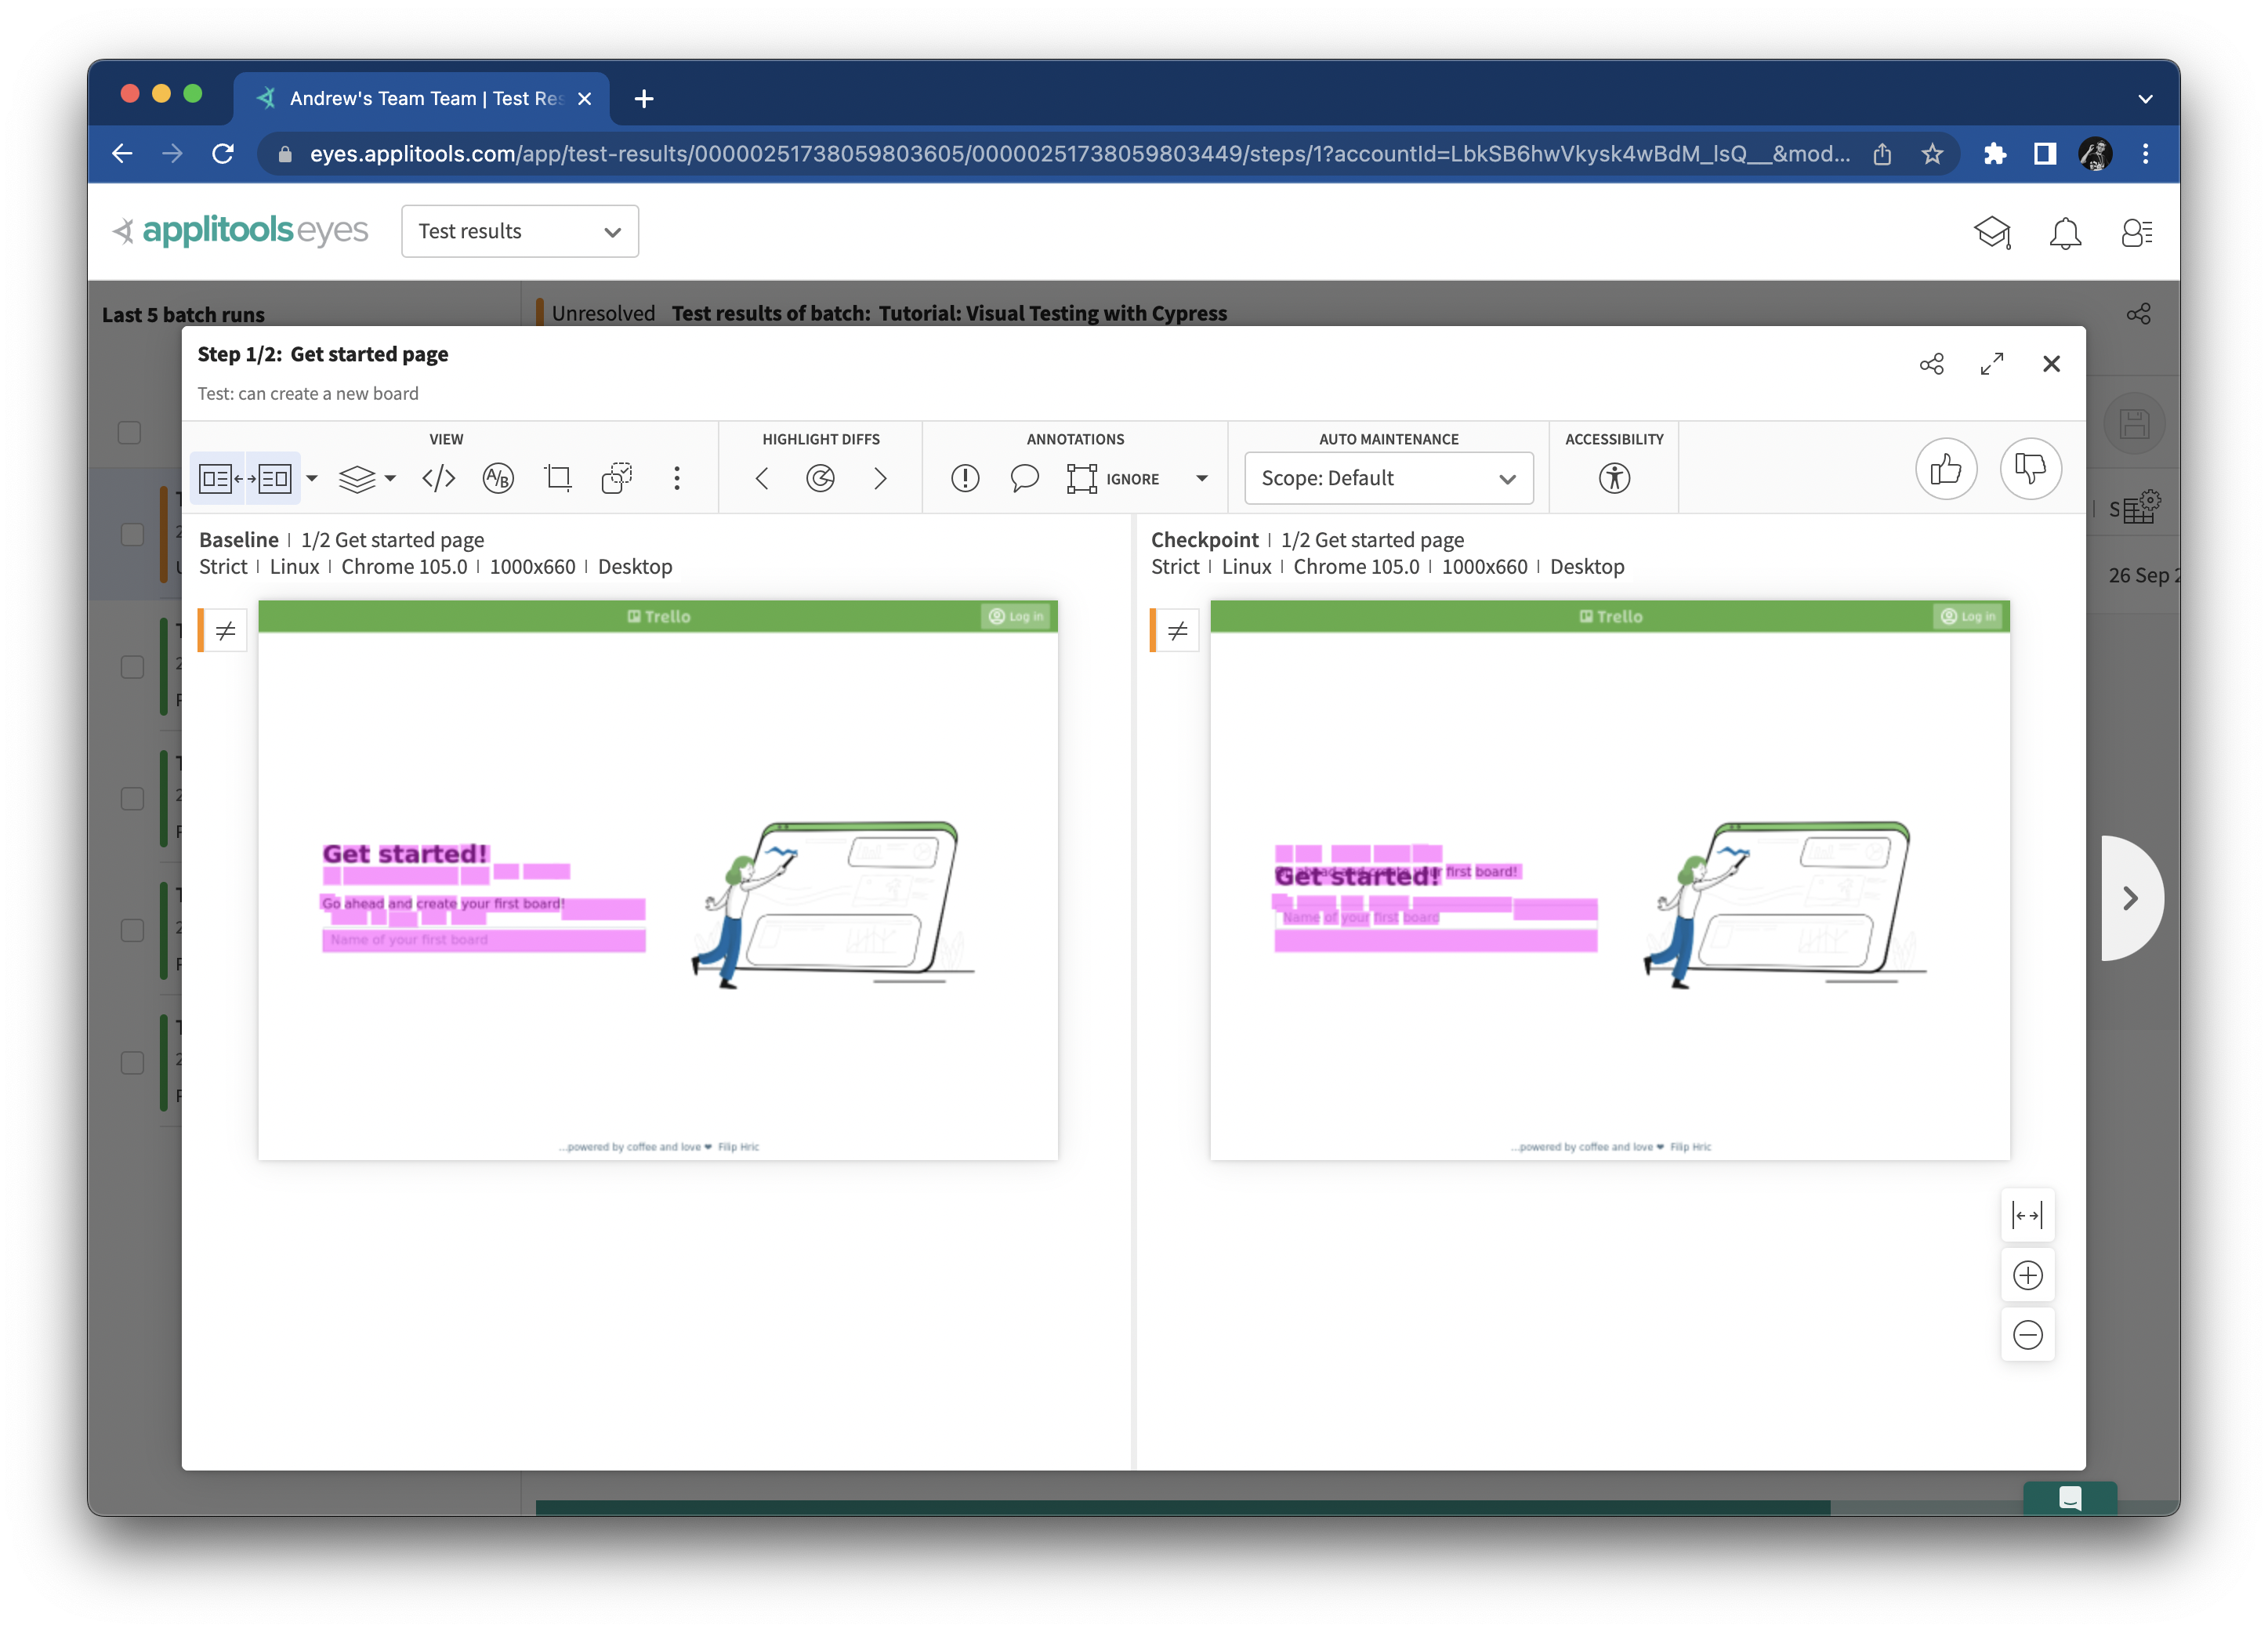 Andrew's Team Team | Test Res
eyes.applitools.com/app/test-results/00000251738059803605/00000251738059803449/steps/1?accountId=LbkSB6hwVkysk4wBdM_IsQ__&mod...
applitools eyes
Test results
Last 5 batch runs
Unresolved Test results of batch: Tutorial: Visual Testing with Cypress
Step 1/2: Get started page
Test: can create a new board
VIEW
HIGHLIGHT DIFFS
ANNOTATIONS
AUTO MAINTENANCE
ACCESSIBILITY
A/B
IGNORE
Scope: Default
Baseline | 1/2 Get started page
Strict | Linux | Chrome 105.0 | 1000x660 | Desktop
Trello
Log in
Get started!
Go ahead and create your first board!
Name of your first board
...powered by coffee and love ❤ Filip Hric
Checkpoint | 1/2 Get started page
Strict | Linux | Chrome 105.0 | 1000x660 | Desktop
Trello
Log in
Go ahead and create your first board!
Get started!
Name of your first board
...powered by coffee and love ❤ Filip Hric
26 Sep